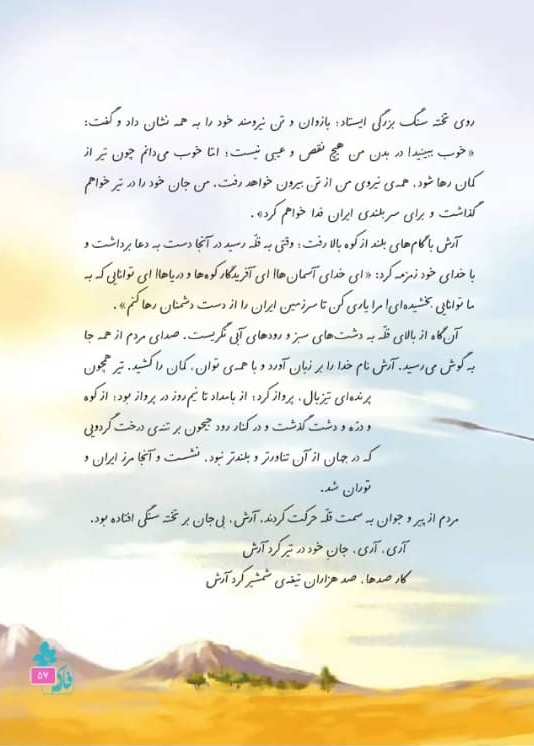 روی تخته سنگ بزرگی ایستاد؛ بازوان و تن نیرومند خود را به همه نشان داد و گفت:
«خوب ببینید! در بدن من هیچ نقص و عیبی نیست؛ امّا خوب می‌دانم چون تیر از
کمان رها شود، همه‌ی نیروی من از تن بیرون خواهد رفت. من جان خود را در تیر خواهم
گذاشت و برای سربلندی ایران فدا خواهم کرد».
آرش با گام‌های بلند از کوه بالا رفت؛ وقتی به قلّه رسید در آنجا دست به دعا برداشت و
با خدای خود زمزمه کرد: «ای خدای آسمان‌ها! ای آفریدگار کوه‌ها و دریاها! ای توانایی که به
ما توانایی بخشیده‌ای! مرا یاری کن تا سرزمین ایران را از دست دشمنان رها کنم».
آن‌گاه از بالای قلّه به دشت‌های سبز و رودهای آبی نگریست. صدای مردم از همه جا
به گوش می‌رسید. آرش نام خدا را بر زبان آورد و با همه‌ی توان، کمان را کشید. تیر همچون
پرنده‌ای تیزبال، پرواز کرد؛ از بامداد تا نیم‌روز در پرواز بود؛ از کوه
و درّه و دشت گذشت و در کنار رود جیحون بر تنه‌ی درخت گردویی
که در جهان از آن تناورتر و بلندتر نبود. نشست و آنجا مرز ایران و
توران شد.
مردم از پیر و جوان به سمت قلّه حرکت کردند. آرش، بی‌جان بر تخته سنگی افتاده بود.
آری، آری، جانِ خود در تیر کرد آرش
کار صدها، صد هزاران تیغه‌ی شمشیر کرد آرش
۵۷